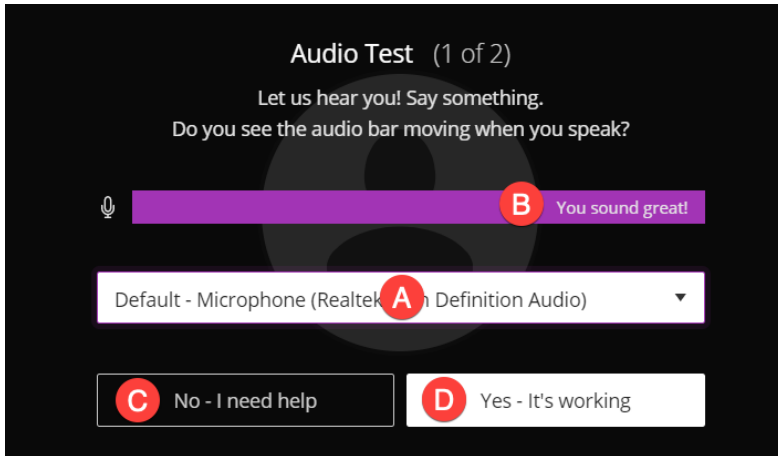 Audio Test (1 of 2)
Let us hear you! Say something.
Do you see the audio bar moving when you speak?
B You sound great!
Default - Microphone (Realtek A Definition Audio)
C No - I need help
D Yes - It's working